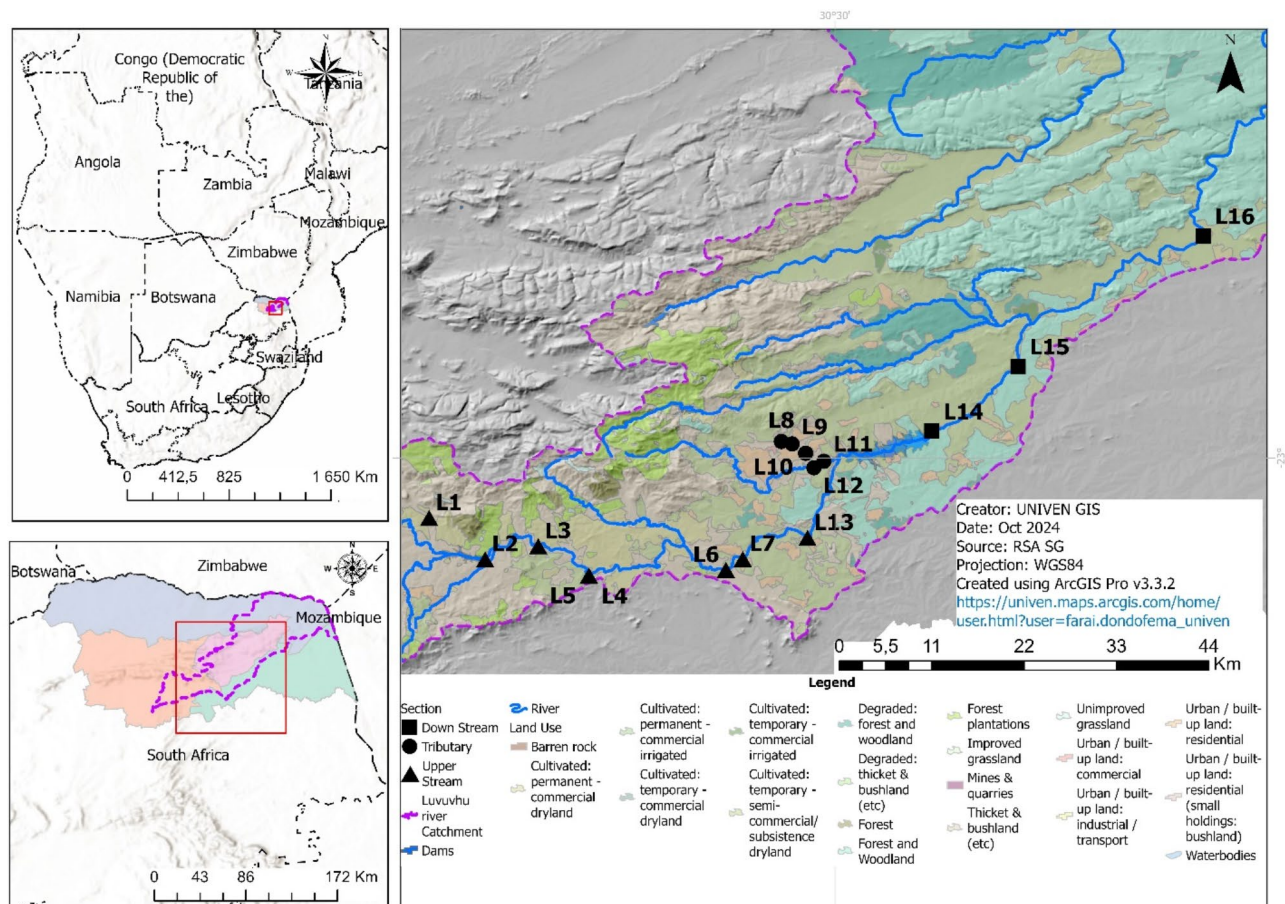 Congo (Democratic
Republic of
the)
N
W
E
S
Tanzania
Angola
Zambia
Malawi
Mozambique
Zimbabwe
Namibia
Botswana
Swaziland
Lesotho
South Africa
0 412,5 825 1 650 Km
Botswana
Zimbabwe
N
W
E
S
Mozambique
South Africa
0 43 86 172 Km
30°30'
N
L16
L15
L14
L8
L9
L11
L10
L12
L1
L13
L3
L2
L6
L7
L5
L4
-23°
Creator: UNIVEN GIS
Date: Oct 2024
Source: RSA SG
Projection: WGS84
Created using ArcGIS Pro v3.3.2
https://univen.maps.arcgis.com/home/
user.html?user=farai.dondofema_univen
0 5,5 11 22 33 44
Km
Legend
Section
Down Stream
Tributary
Upper
Stream
Luvuvhu
river
Catchment
Dams
River
Land Use
Barren rock
Cultivated:
permanent -
commercial
dryland
Cultivated:
permanent -
commercial
irrigated
Cultivated:
temporary -
commercial
dryland
Cultivated:
temporary -
commercial
irrigated
Cultivated:
temporary -
semi-
commercial/
subsistence
dryland
Degraded:
forest and
woodland
Degraded:
thicket &
bushland
(etc)
Forest
Forest and
Woodland
Forest
plantations
Improved
grassland
Mines &
quarries
Thicket &
bushland
(etc)
Unimproved
grassland
Urban / built-
up land:
commercial
Urban / built-
up land:
industrial /
transport
Urban / built-
up land:
residential
Urban / built-
up land:
residential
(small
holdings:
bushland)
Waterbodies